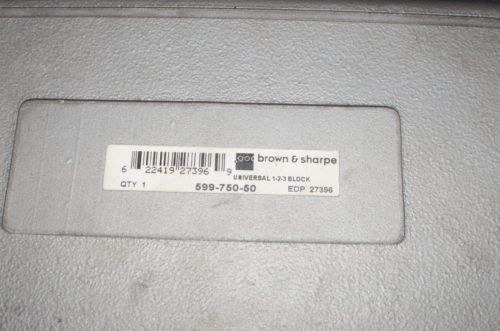 brown & sharpe
6 22419 27396 9
UNIVERSAL 1-2-3 BLOCK
QTY 1 599-750-50 EDP 27396